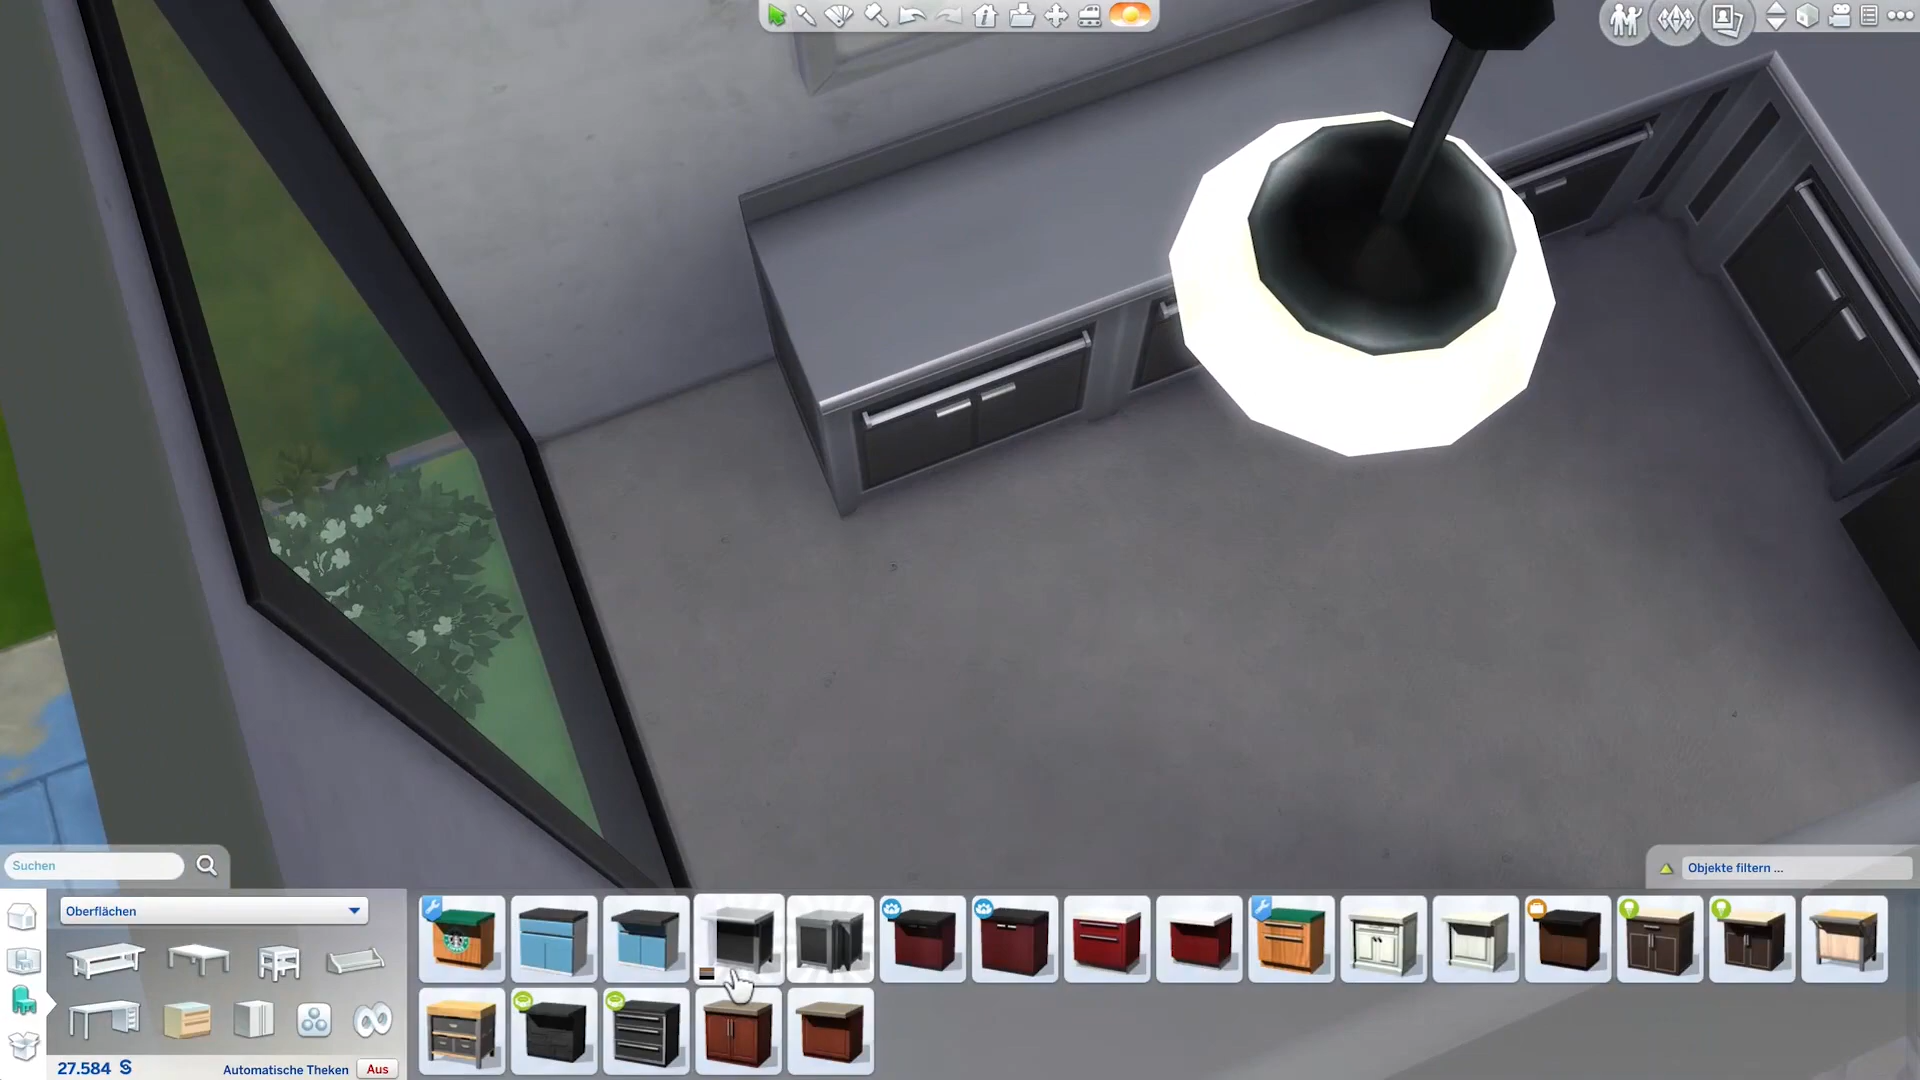 Suchen
Objekte filtern ...
Oberflächen
27.584 S
Automatische Theken Aus